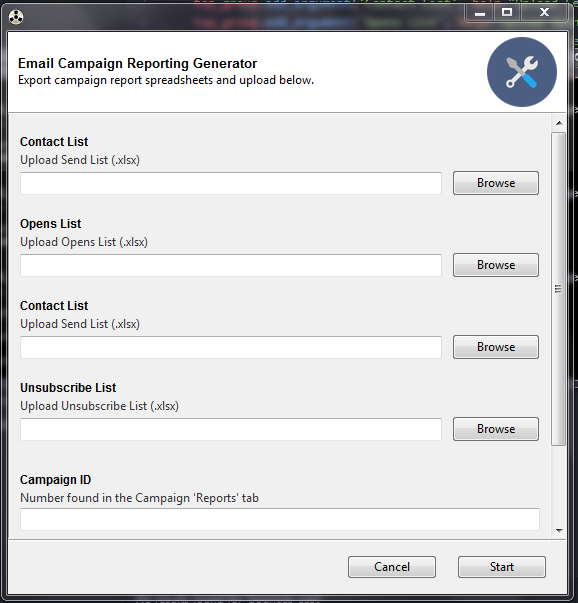 Email Campaign Reporting Generator
Export campaign report spreadsheets and upload below.
Contact List
Upload Send List (.xlsx)
Browse
Opens List
Upload Opens List (.xlsx)
Browse
Contact List
Upload Send List (.xlsx)
Browse
Unsubscribe List
Upload Unsubscribe List (.xlsx)
Browse
Campaign ID
Number found in the Campaign 'Reports' tab
Cancel
Start